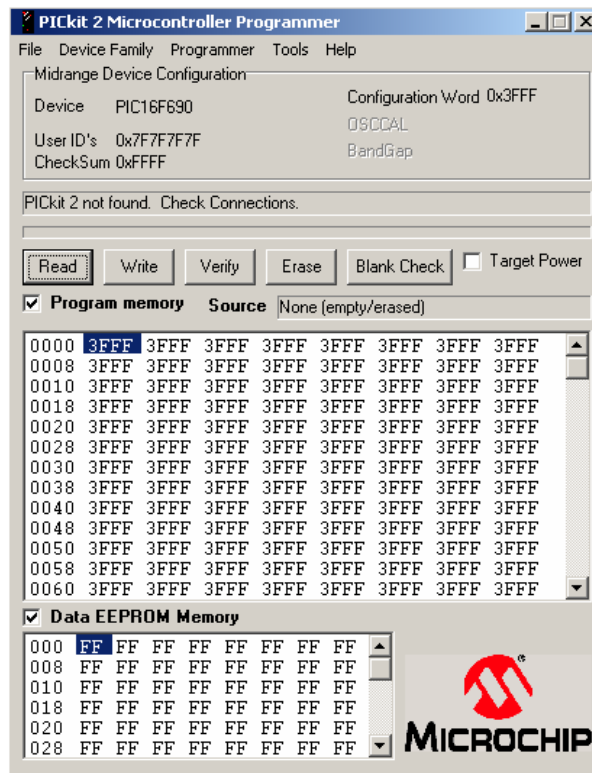 PICkit 2 Microcontroller Programmer
File Device Family Programmer Tools Help
Midrange Device Configuration
Device PIC16F690
Configuration Word 0x3FFF
OSCCAL
User ID's 0x7F7F7F7F
BandGap
CheckSum 0xFFFF
PICkit 2 not found. Check Connections.
Read Write Verify Erase Blank Check Target Power
Program memory Source None (empty/erased)
0000 3FFF 3FFF 3FFF 3FFF 3FFF 3FFF 3FFF 3FFF
0008 3FFF 3FFF 3FFF 3FFF 3FFF 3FFF 3FFF 3FFF
0010 3FFF 3FFF 3FFF 3FFF 3FFF 3FFF 3FFF 3FFF
0018 3FFF 3FFF 3FFF 3FFF 3FFF 3FFF 3FFF 3FFF
0020 3FFF 3FFF 3FFF 3FFF 3FFF 3FFF 3FFF 3FFF
0028 3FFF 3FFF 3FFF 3FFF 3FFF 3FFF 3FFF 3FFF
0030 3FFF 3FFF 3FFF 3FFF 3FFF 3FFF 3FFF 3FFF
0038 3FFF 3FFF 3FFF 3FFF 3FFF 3FFF 3FFF 3FFF
0040 3FFF 3FFF 3FFF 3FFF 3FFF 3FFF 3FFF 3FFF
0048 3FFF 3FFF 3FFF 3FFF 3FFF 3FFF 3FFF 3FFF
0050 3FFF 3FFF 3FFF 3FFF 3FFF 3FFF 3FFF 3FFF
0058 3FFF 3FFF 3FFF 3FFF 3FFF 3FFF 3FFF 3FFF
0060 3FFF 3FFF 3FFF 3FFF 3FFF 3FFF 3FFF 3FFF
Data EEPROM Memory
000 FF FF FF FF FF FF FF FF
008 FF FF FF FF FF FF FF FF
010 FF FF FF FF FF FF FF FF
018 FF FF FF FF FF FF FF FF
020 FF FF FF FF FF FF FF FF
028 FF FF FF FF FF FF FF FF
MICROCHIP